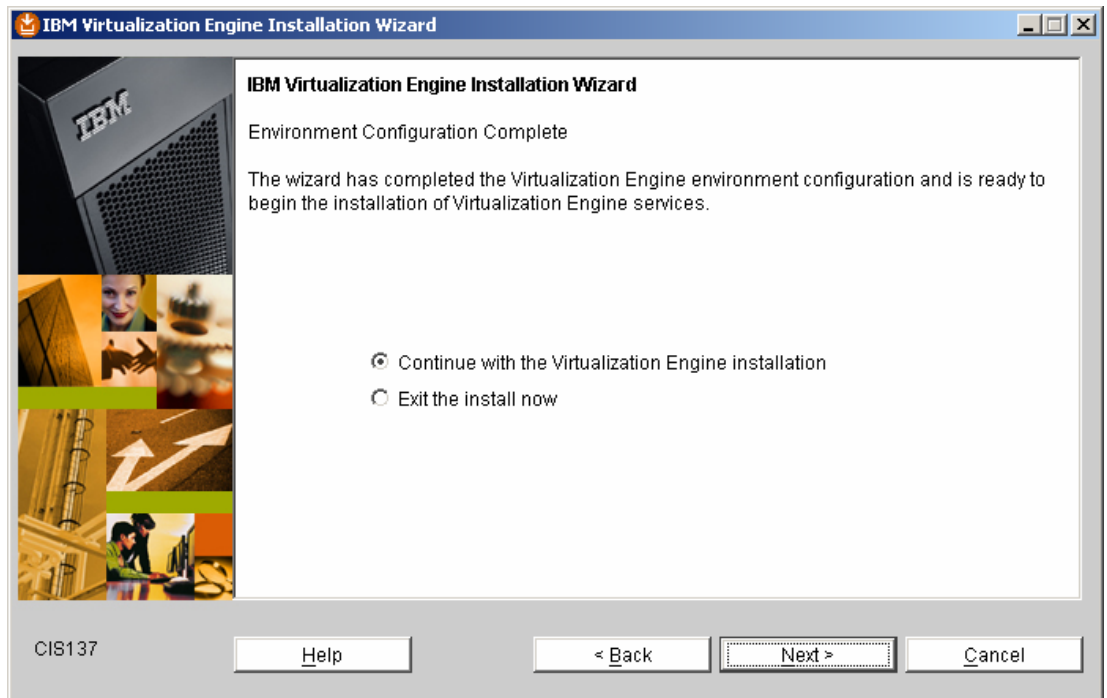 IBM Virtualization Engine Installation Wizard
IBM
IBM Virtualization Engine Installation Wizard
Environment Configuration Complete
The wizard has completed the Virtualization Engine environment configuration and is ready to
begin the installation of Virtualization Engine services.
Continue with the Virtualization Engine installation
Exit the install now
CIS137
Help
< Back
Next >
Cancel